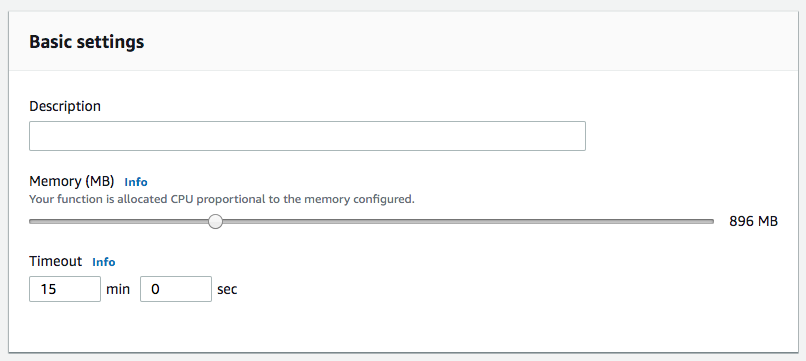 Basic settings
Description
Memory (MB) Info
Your function is allocated CPU proportional to the memory configured.
896 MB
Timeout Info
15 min 0 sec